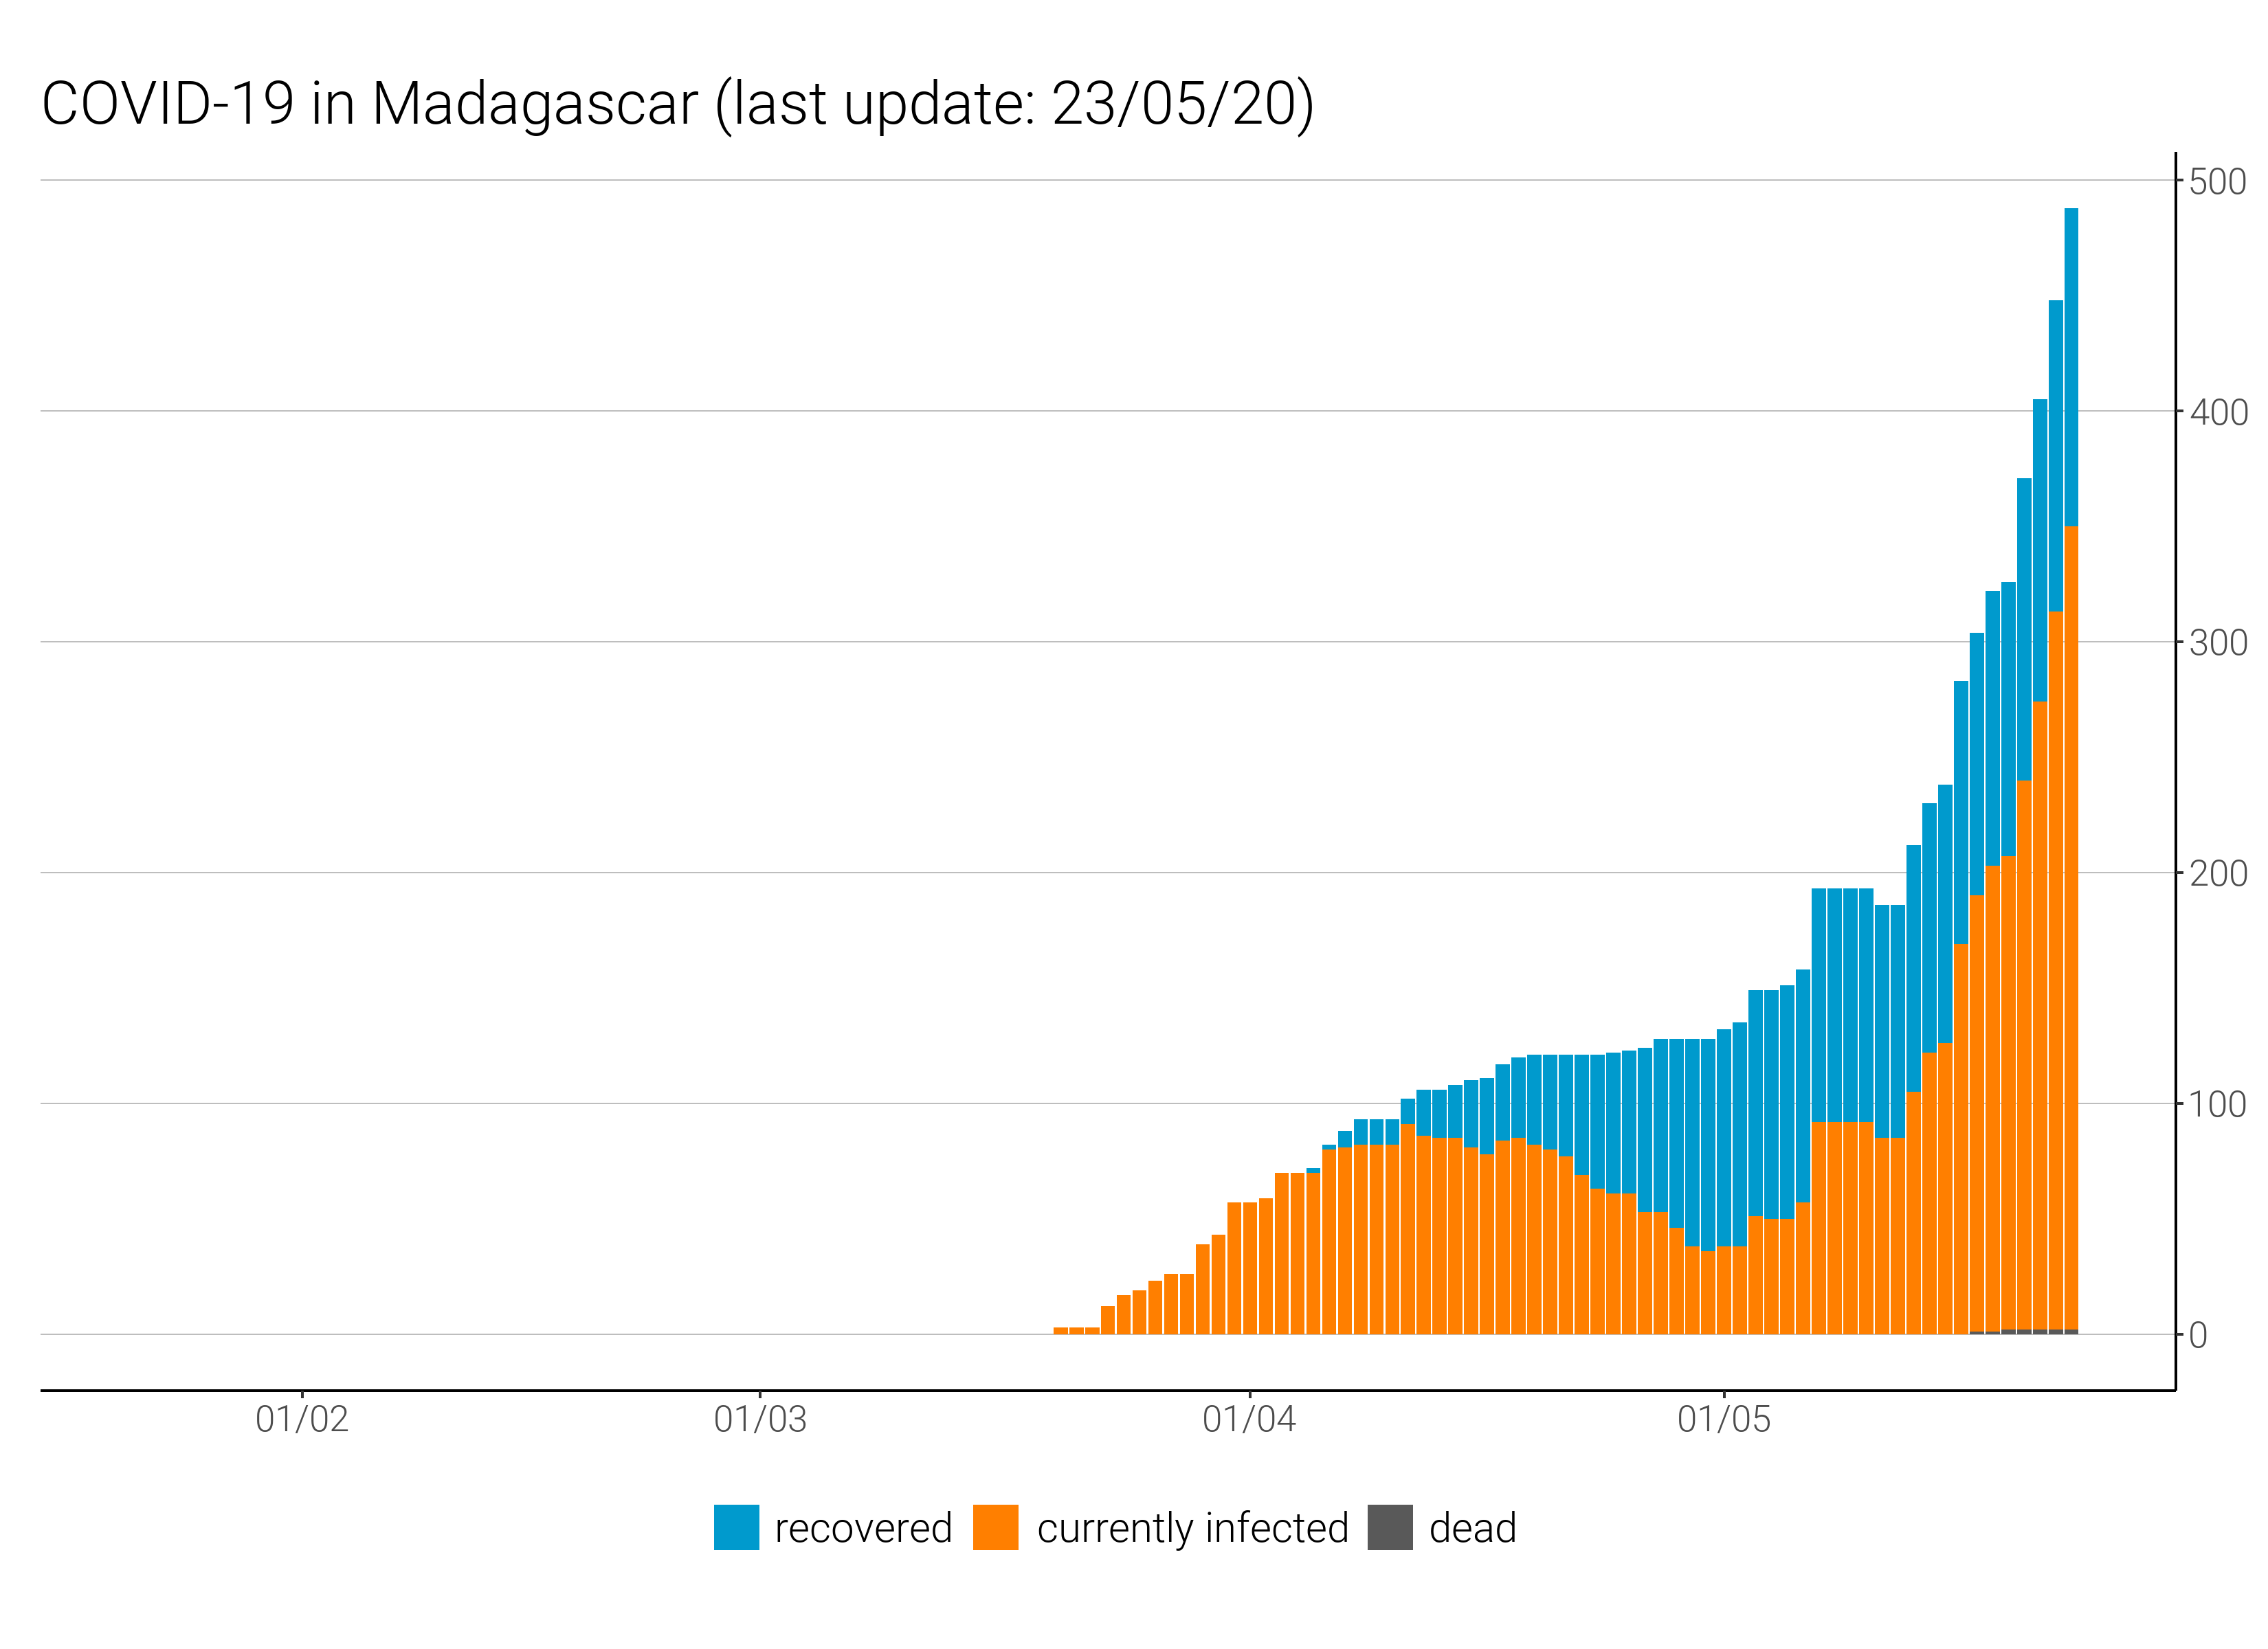 COVID-19 in Madagascar (last update: 23/05/20)
500
400
300
200
100
0
01/02 01/03 01/04 01/05
recovered currently infected dead